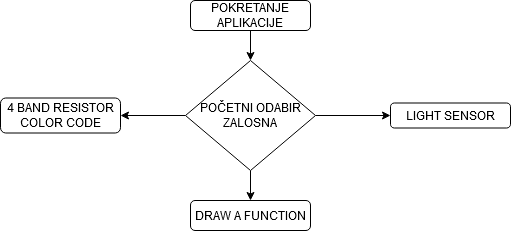 POKRETANJE
APLIKACIJE
POČETNI ODABIR
ZALOSNA
4 BAND RESISTOR
COLOR CODE
LIGHT SENSOR
DRAW A FUNCTION